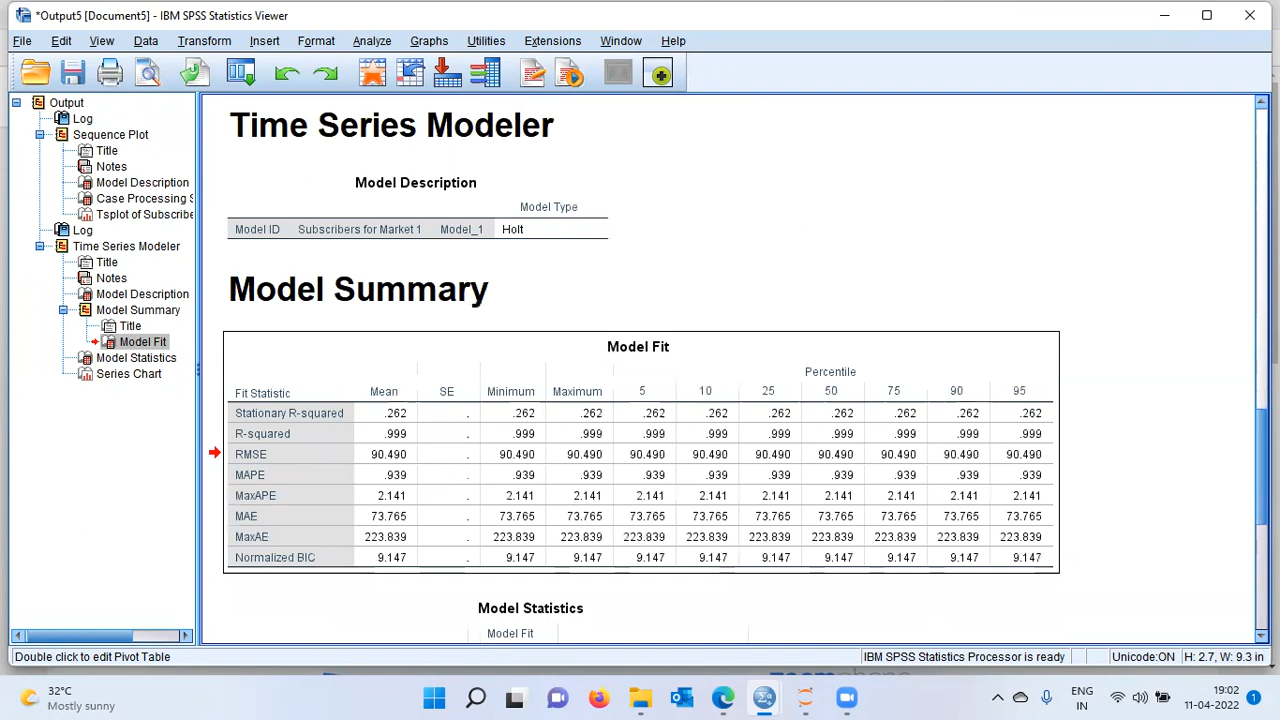 *Output5 [Document5] - IBM SPSS Statistics Viewer
File Edit View Data Transform Insert Format Analyze Graphs Utilities Extensions Window Help
Output
Log
Sequence Plot
Title
Notes
Model Description
Case Processing S
Tsplot of Subscribe
Log
Time Series Modeler
Title
Notes
Model Description
Model Summary
Title
Model Fit
Model Statistics
Series Chart
Time Series Modeler
Model Description
Model Type
Model ID Subscribers for Market 1 Model_1 Holt
Model Summary
Model Fit
Percentile
Fit Statistic Mean SE Minimum Maximum 5 10 25 50 75 90 95
Stationary R-squared .262 . .262 .262 .262 .262 .262 .262 .262 .262 .262
R-squared .999 . .999 .999 .999 .999 .999 .999 .999 .999 .999
RMSE 90.490 . 90.490 90.490 90.490 90.490 90.490 90.490 90.490 90.490 90.490
MAPE .939 . .939 .939 .939 .939 .939 .939 .939 .939 .939
MaxAPE 2.141 . 2.141 2.141 2.141 2.141 2.141 2.141 2.141 2.141 2.141
MAE 73.765 . 73.765 73.765 73.765 73.765 73.765 73.765 73.765 73.765 73.765
MaxAE 223.839 . 223.839 223.839 223.839 223.839 223.839 223.839 223.839 223.839 223.839
Normalized BIC 9.147 . 9.147 9.147 9.147 9.147 9.147 9.147 9.147 9.147 9.147
Model Statistics
Model Fit
Double click to edit Pivot Table IBM SPSS Statistics Processor is ready Unicode:ON H: 2.7, W: 9.3 in
32°C
Mostly sunny
ENG
IN
19:02
11-04-2022
1